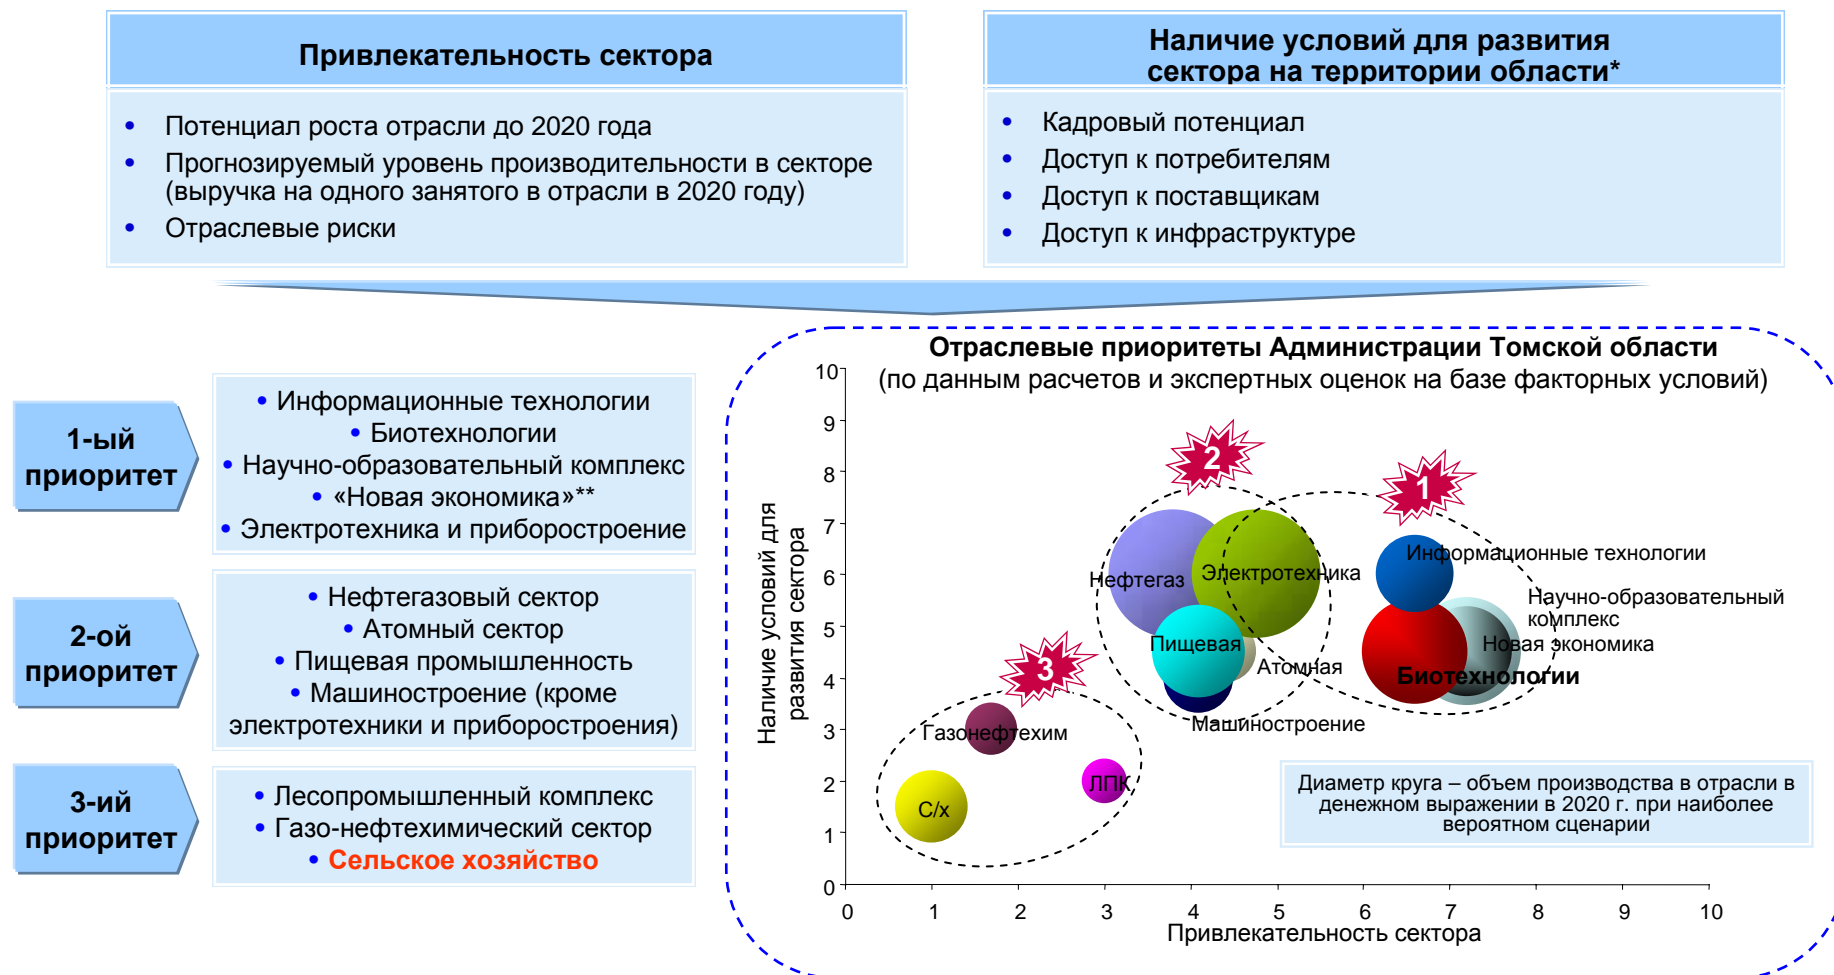 Привлекательность сектора
• Потенциал роста отрасли до 2020 года
• Прогнозируемый уровень производительности в секторе
(выручка на одного занятого в отрасли в 2020 году)
• Отраслевые риски
Наличие условий для развития
сектора на территории области*
• Кадровый потенциал
• Доступ к потребителям
• Доступ к поставщикам
• Доступ к инфраструктуре
1-ый
приоритет
• Информационные технологии
• Биотехнологии
• Научно-образовательный комплекс
• «Новая экономика»**
• Электротехника и приборостроение
2-ой
приоритет
• Нефтегазовый сектор
• Атомный сектор
• Пищевая промышленность
• Машиностроение (кроме
электротехники и приборостроения)
3-ий
приоритет
• Лесопромышленный комплекс
• Газо-нефтехимический сектор
• Сельское хозяйство
Отраслевые приоритеты Администрации Томской области
(по данным расчетов и экспертных оценок на базе факторных условий)
Наличие условий для
развития сектора
10
9
8
7
6
5
4
3
2
1
0
2
1
3
Нефтегаз
Электротехника
Информационные технологии
Научно-образовательный
комплекс
Пищевая
Новая экономика
Атомная
Биотехнологии
Машиностроение
Газонефтехим
ЛПК
С/х
Диаметр круга – объем производства в отрасли в
денежном выражении в 2020 г. при наиболее
вероятном сценарии
0 1 2 3 4 5 6 7 8 9 10
Привлекательность сектора